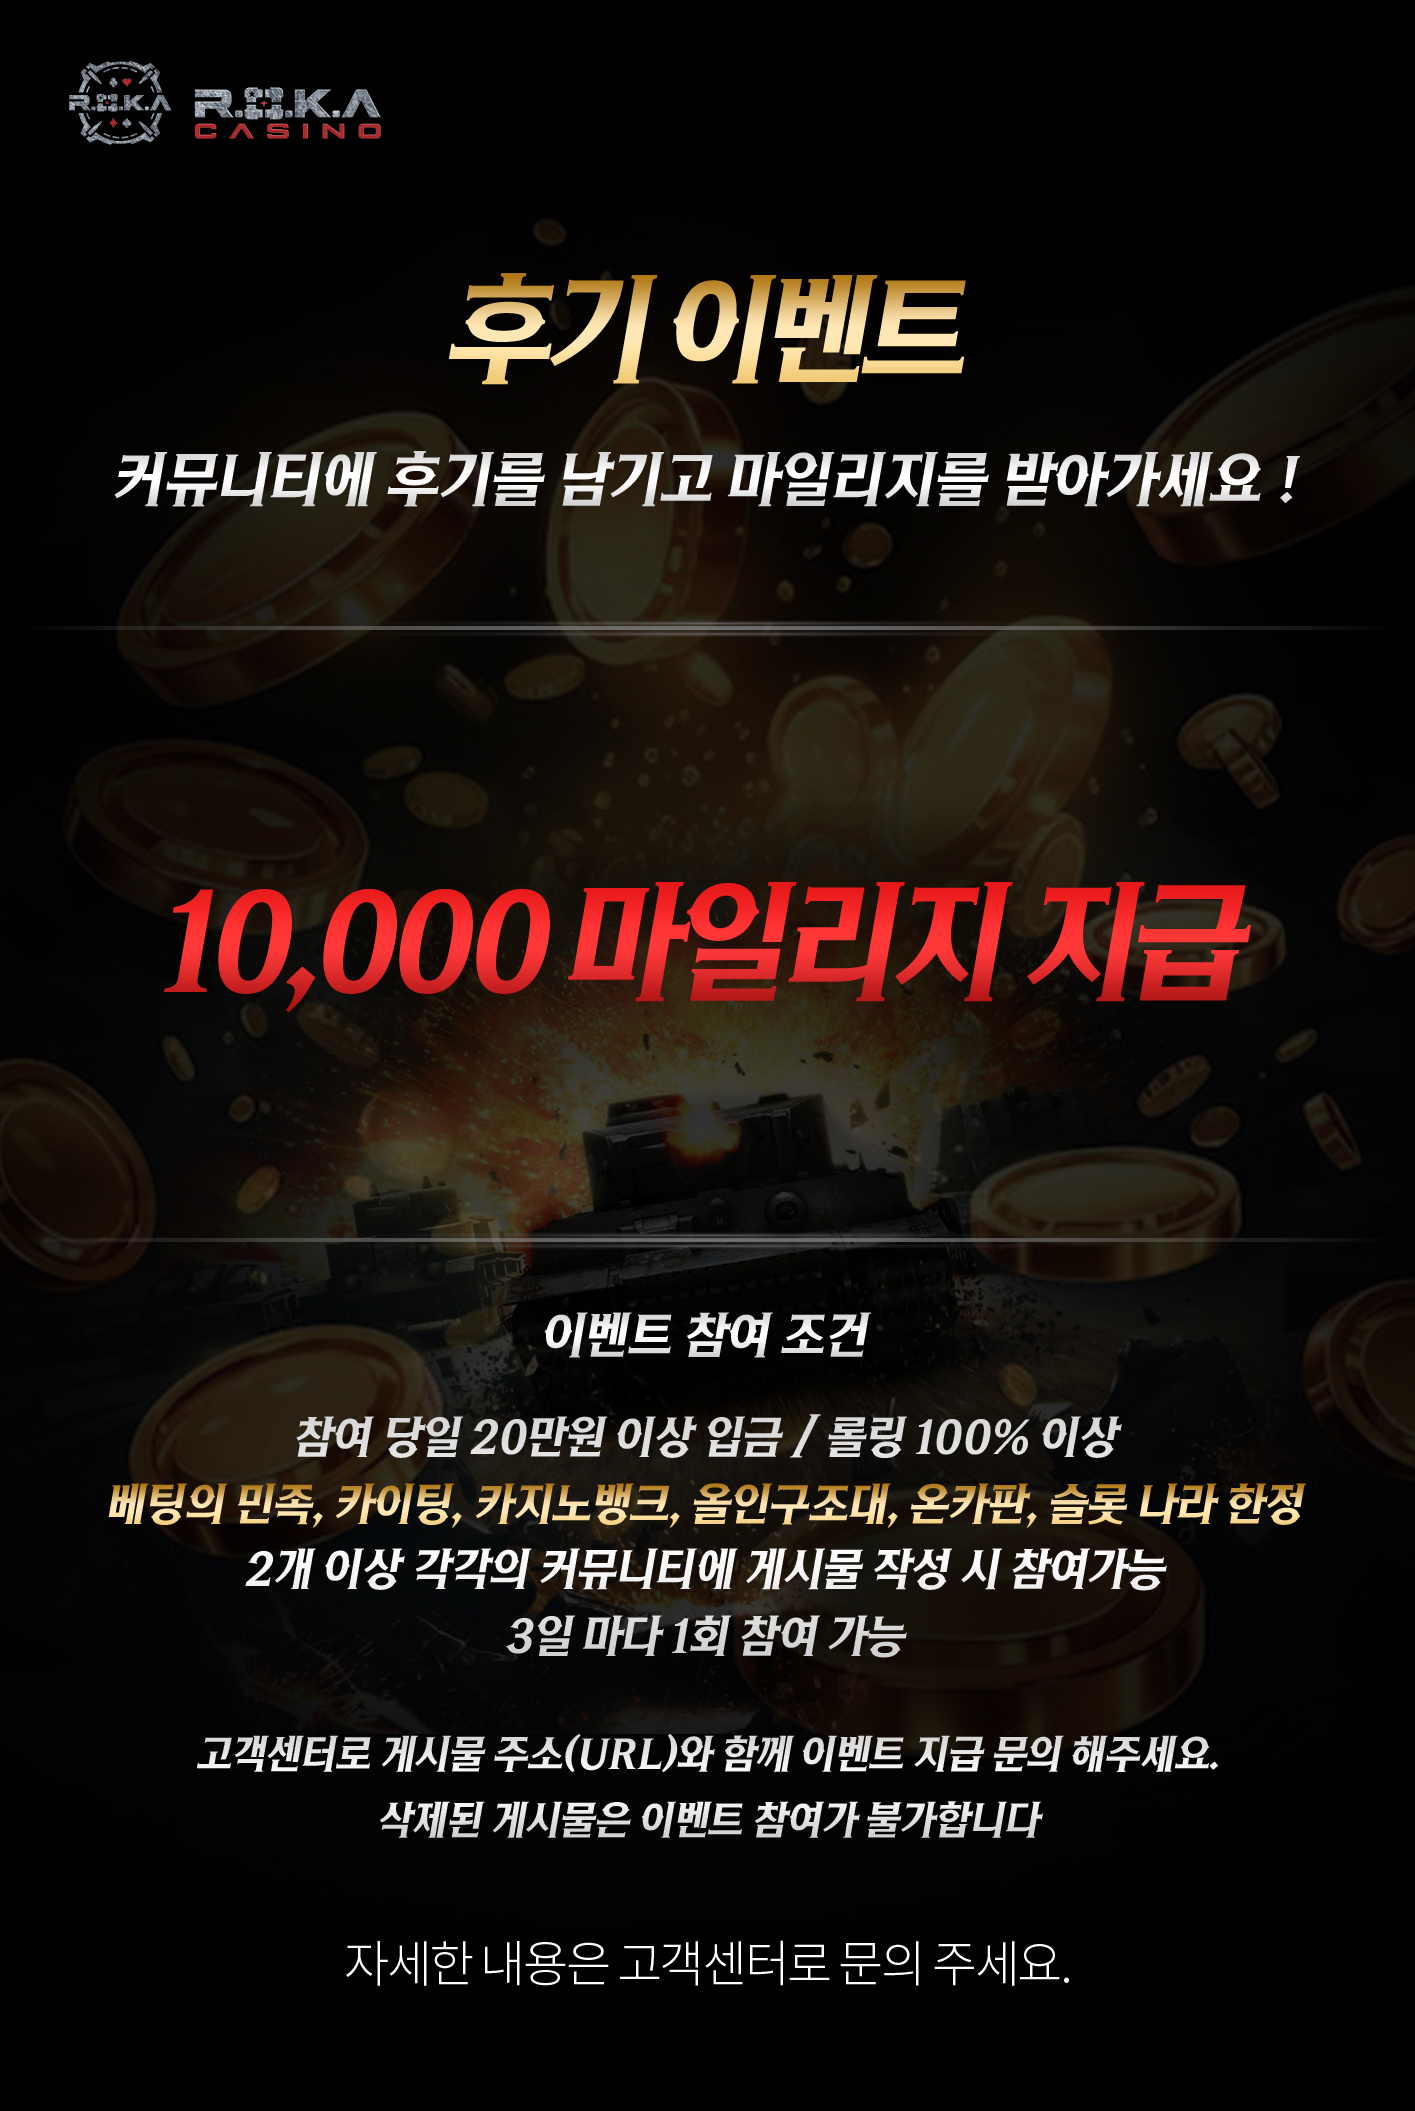 R.O.K.A
R.O.K.A
CASINO
후기 이벤트
커뮤니티에 후기를 남기고 마일리지를 받아가세요 !
10,000 마일리지 지급
이벤트 참여 조건
참여 당일 20만원 이상 입금 / 롤링 100% 이상
베팅의 민족, 카이팅, 카지노뱅크, 올인구조대, 온카판, 슬롯 나라 한정
2개 이상 각각의 커뮤니티에 게시물 작성 시 참여가능
3일 마다 1회 참여 가능
고객센터로 게시물 주소(URL)와 함께 이벤트 지급 문의 해주세요.
삭제된 게시물은 이벤트 참여가 불가합니다
자세한 내용은 고객센터로 문의 주세요.